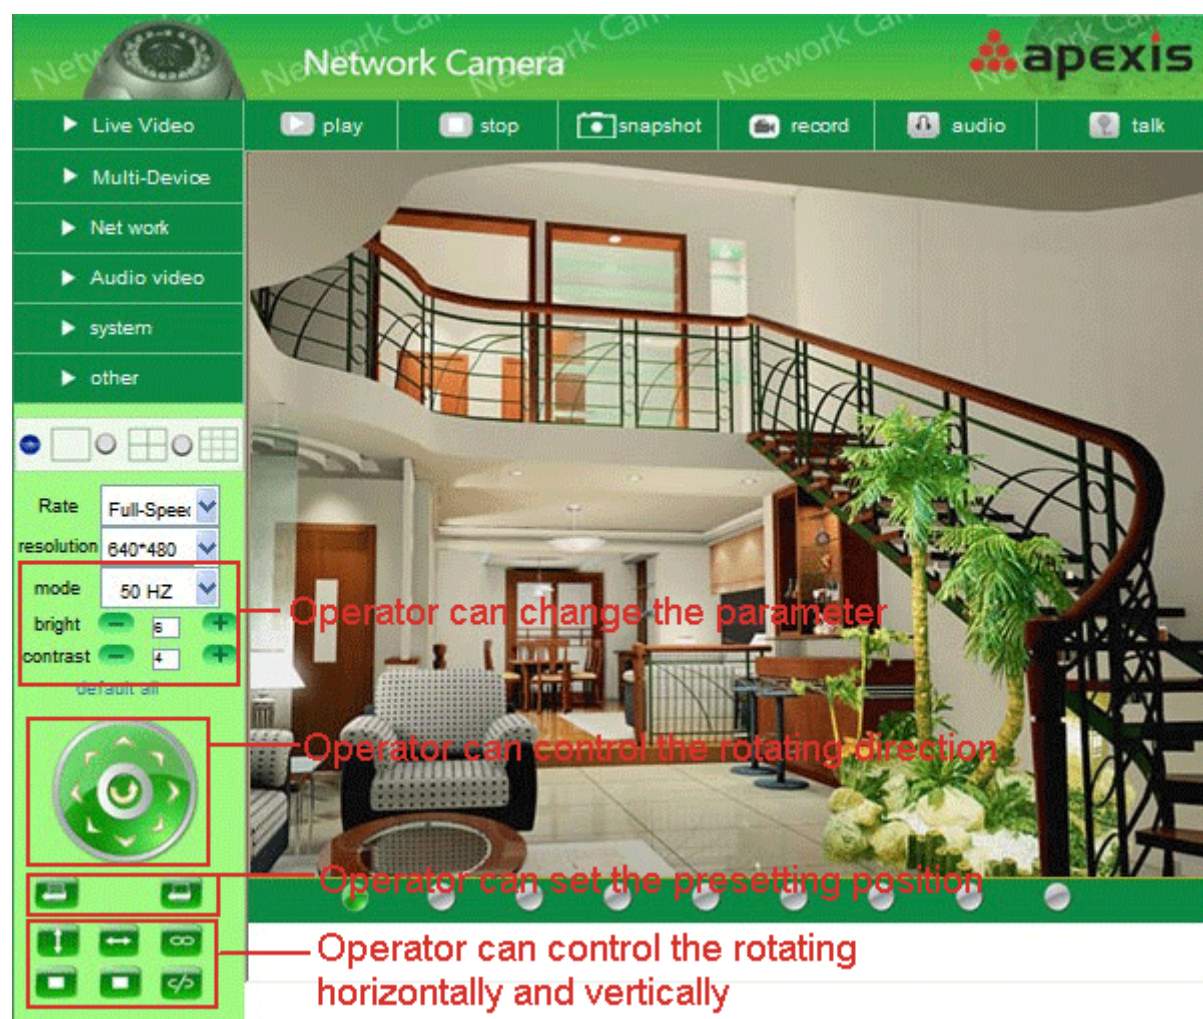 Network Camera
apexis
Live Video
play
stop
snapshot
record
audio
talk
Multi-Device
Net work
Audio video
system
other
Rate Full-Speed
resolution 640*480
mode 50 HZ
bright 6
contrast 4
default all
Operator can change the parameter
Operator can control the rotating direction
Operator can set the presetting position
Operator can control the rotating
horizontally and vertically